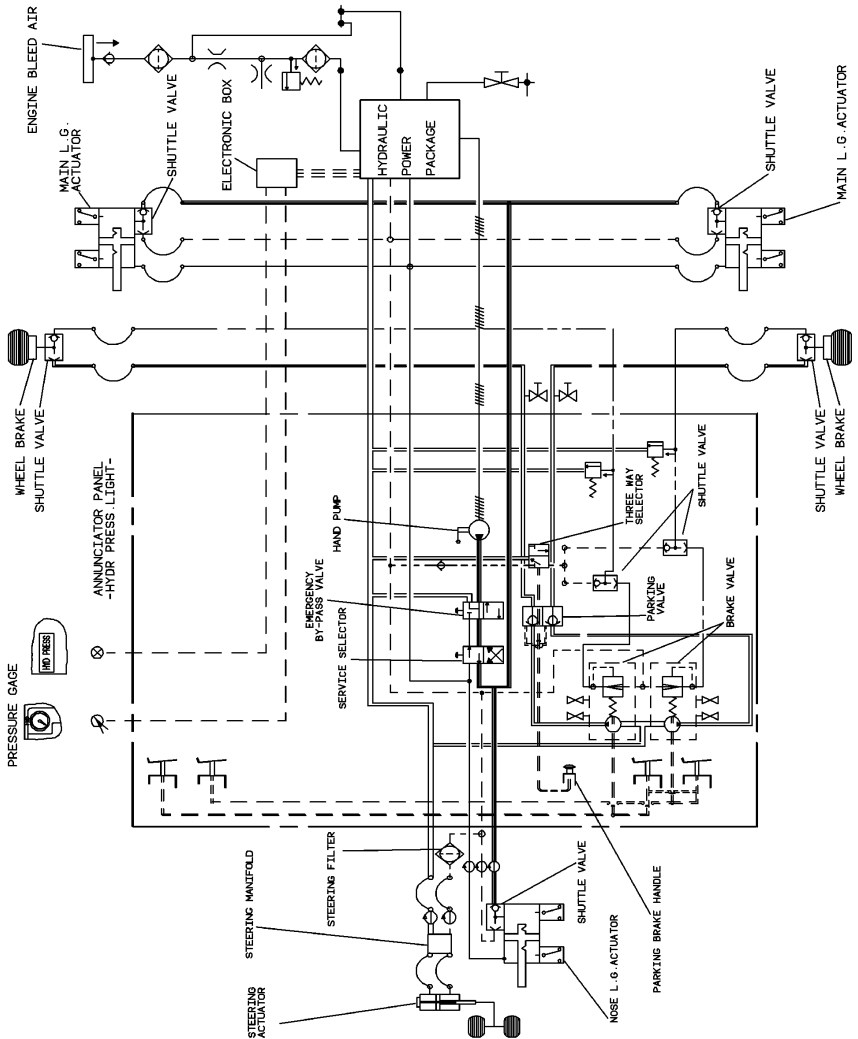 ENGINE BLEED AIR
MAIN L.G.
ACTUATOR
SHUTTLE VALVE
ELECTRONIC BOX
HYDRAULIC
POWER
PACKAGE
SHUTTLE VALVE
MAIN L.G.ACTUATOR
WHEEL BRAKE
SHUTTLE VALVE
SHUTTLE VALVE
WHEEL BRAKE
ANNUNCIATOR PANEL
-HYDR PRESS.LIGHT-
HYD PRESS
PRESSURE GAGE
HAND PUMP
EMERGENCY
BY-PASS VALVE
SERVICE SELECTOR
THREE WAY
SELECTOR
SHUTTLE VALVE
PARKING
VALVE
BRAKE VALVE
STEERING MANIFOLD
STEERING FILTER
STEERING
ACTUATOR
SHUTTLE VALVE
NOSE L.G.ACTUATOR
PARKING BRAKE HANDLE